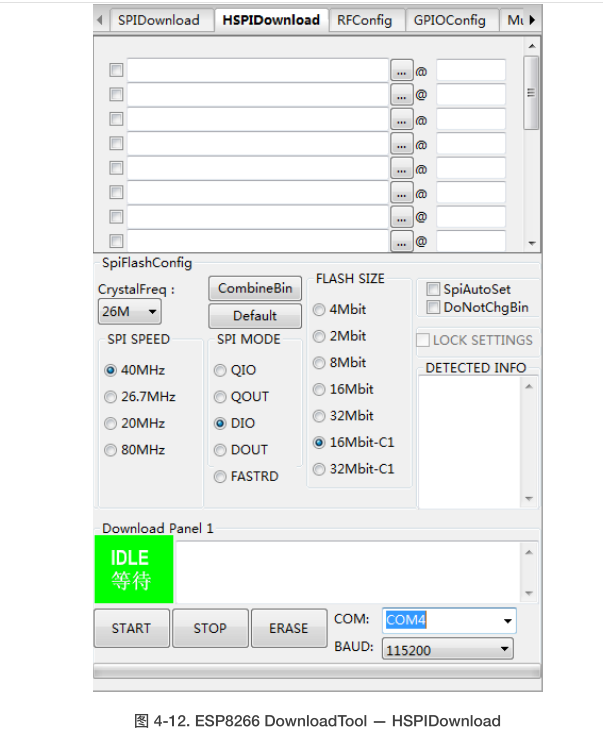 SPIDownload HSPIDownload RFConfig GPIOConfig
... @
... @
... @
... @
... @
... @
... @
... @
SpiFlashConfig
CrystalFreq :
26M
CombineBin
Default
SPI SPEED
40MHz
26.7MHz
20MHz
80MHz
SPI MODE
QIO
QOUT
DIO
DOUT
FASTRD
FLASH SIZE
4Mbit
2Mbit
8Mbit
16Mbit
32Mbit
16Mbit-C1
32Mbit-C1
SpiAutoSet
DoNotChgBin
LOCK SETTINGS
DETECTED INFO
Download Panel 1
IDLE
等待
START STOP ERASE
COM: COM4
BAUD: 115200
图 4-12. ESP8266 DownloadTool — HSPIDownload